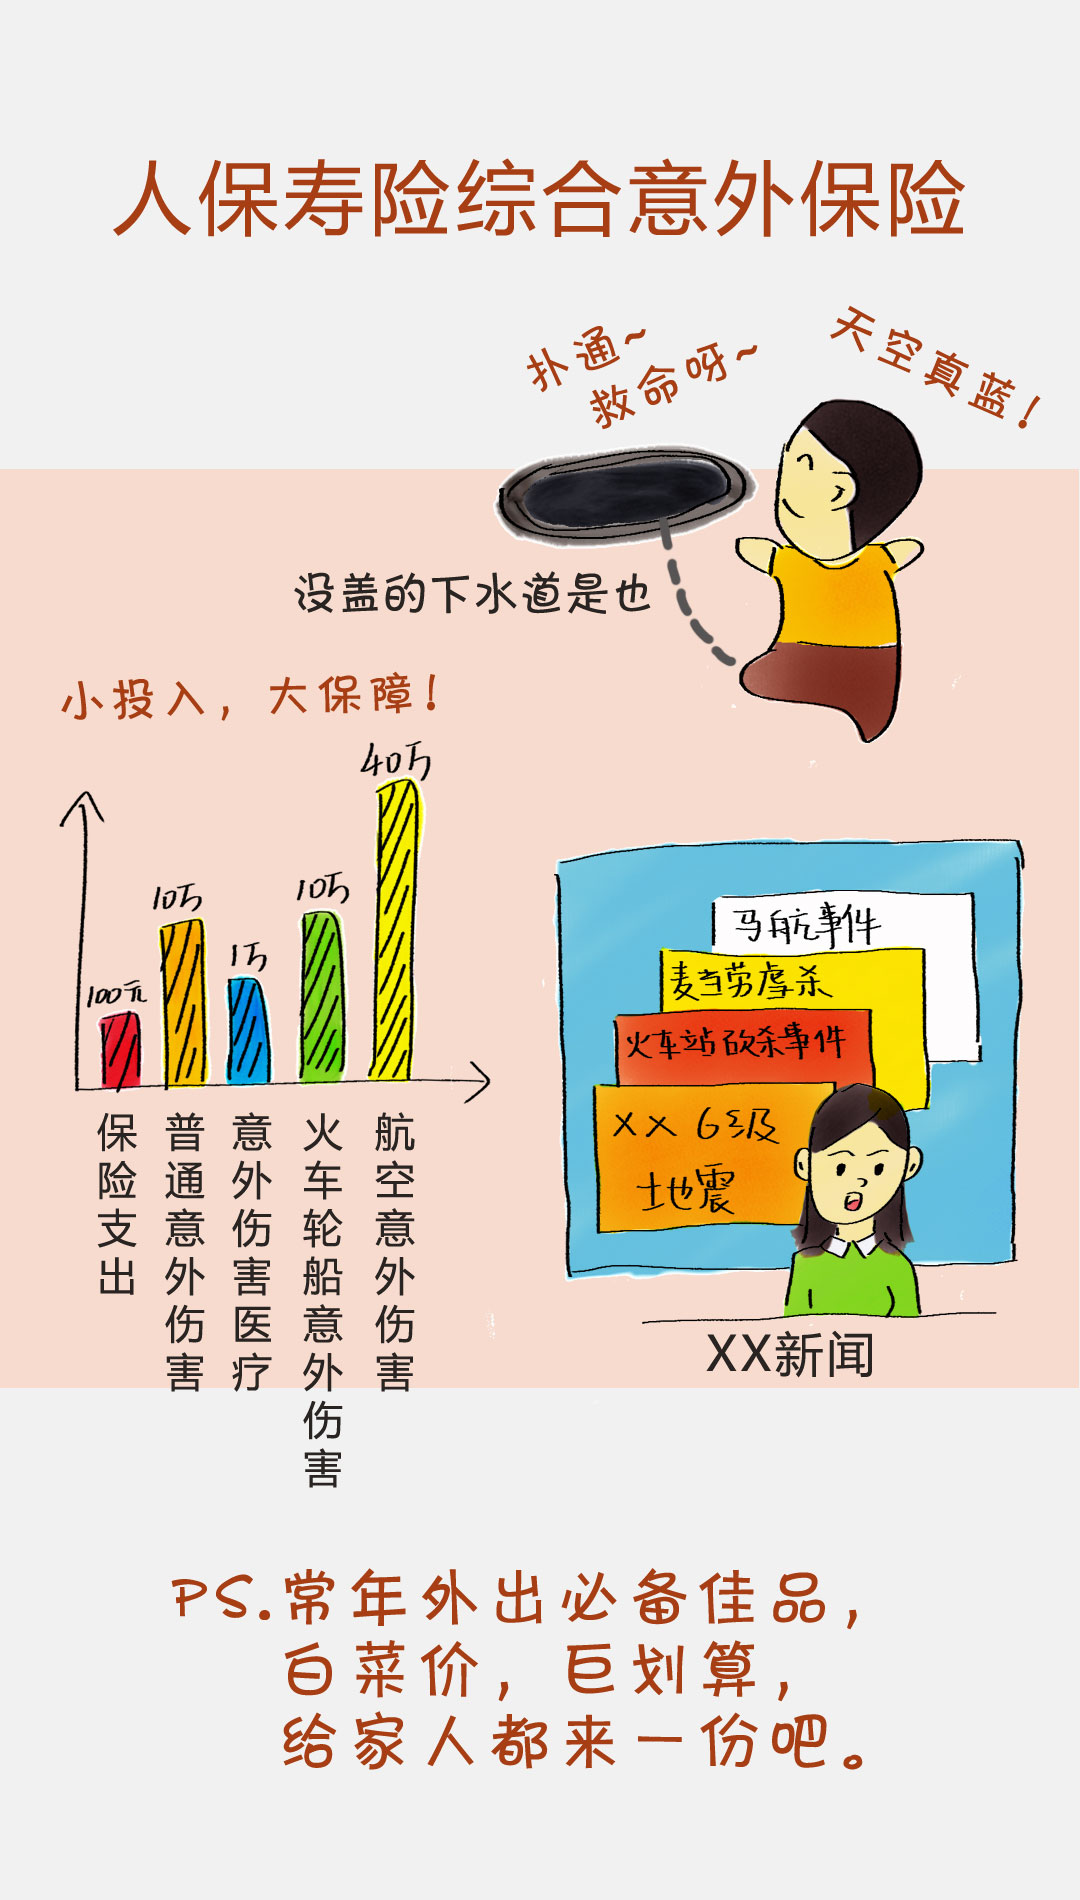 人保寿险综合意外保险
扑通~
救命呀~
天空真蓝!
没盖的下水道是也
小投入，大保障!
100元
10万
1万
10万
40万
保险支出
普通意外伤害
意外伤害医疗
火车轮船意外伤害
航空意外伤害
马航事件
麦当劳虐杀
火车站砍杀事件
XX 6级
地震
XX新闻
PS.常年外出必备佳品，
白菜价，巨划算，
给家人都来一份吧。